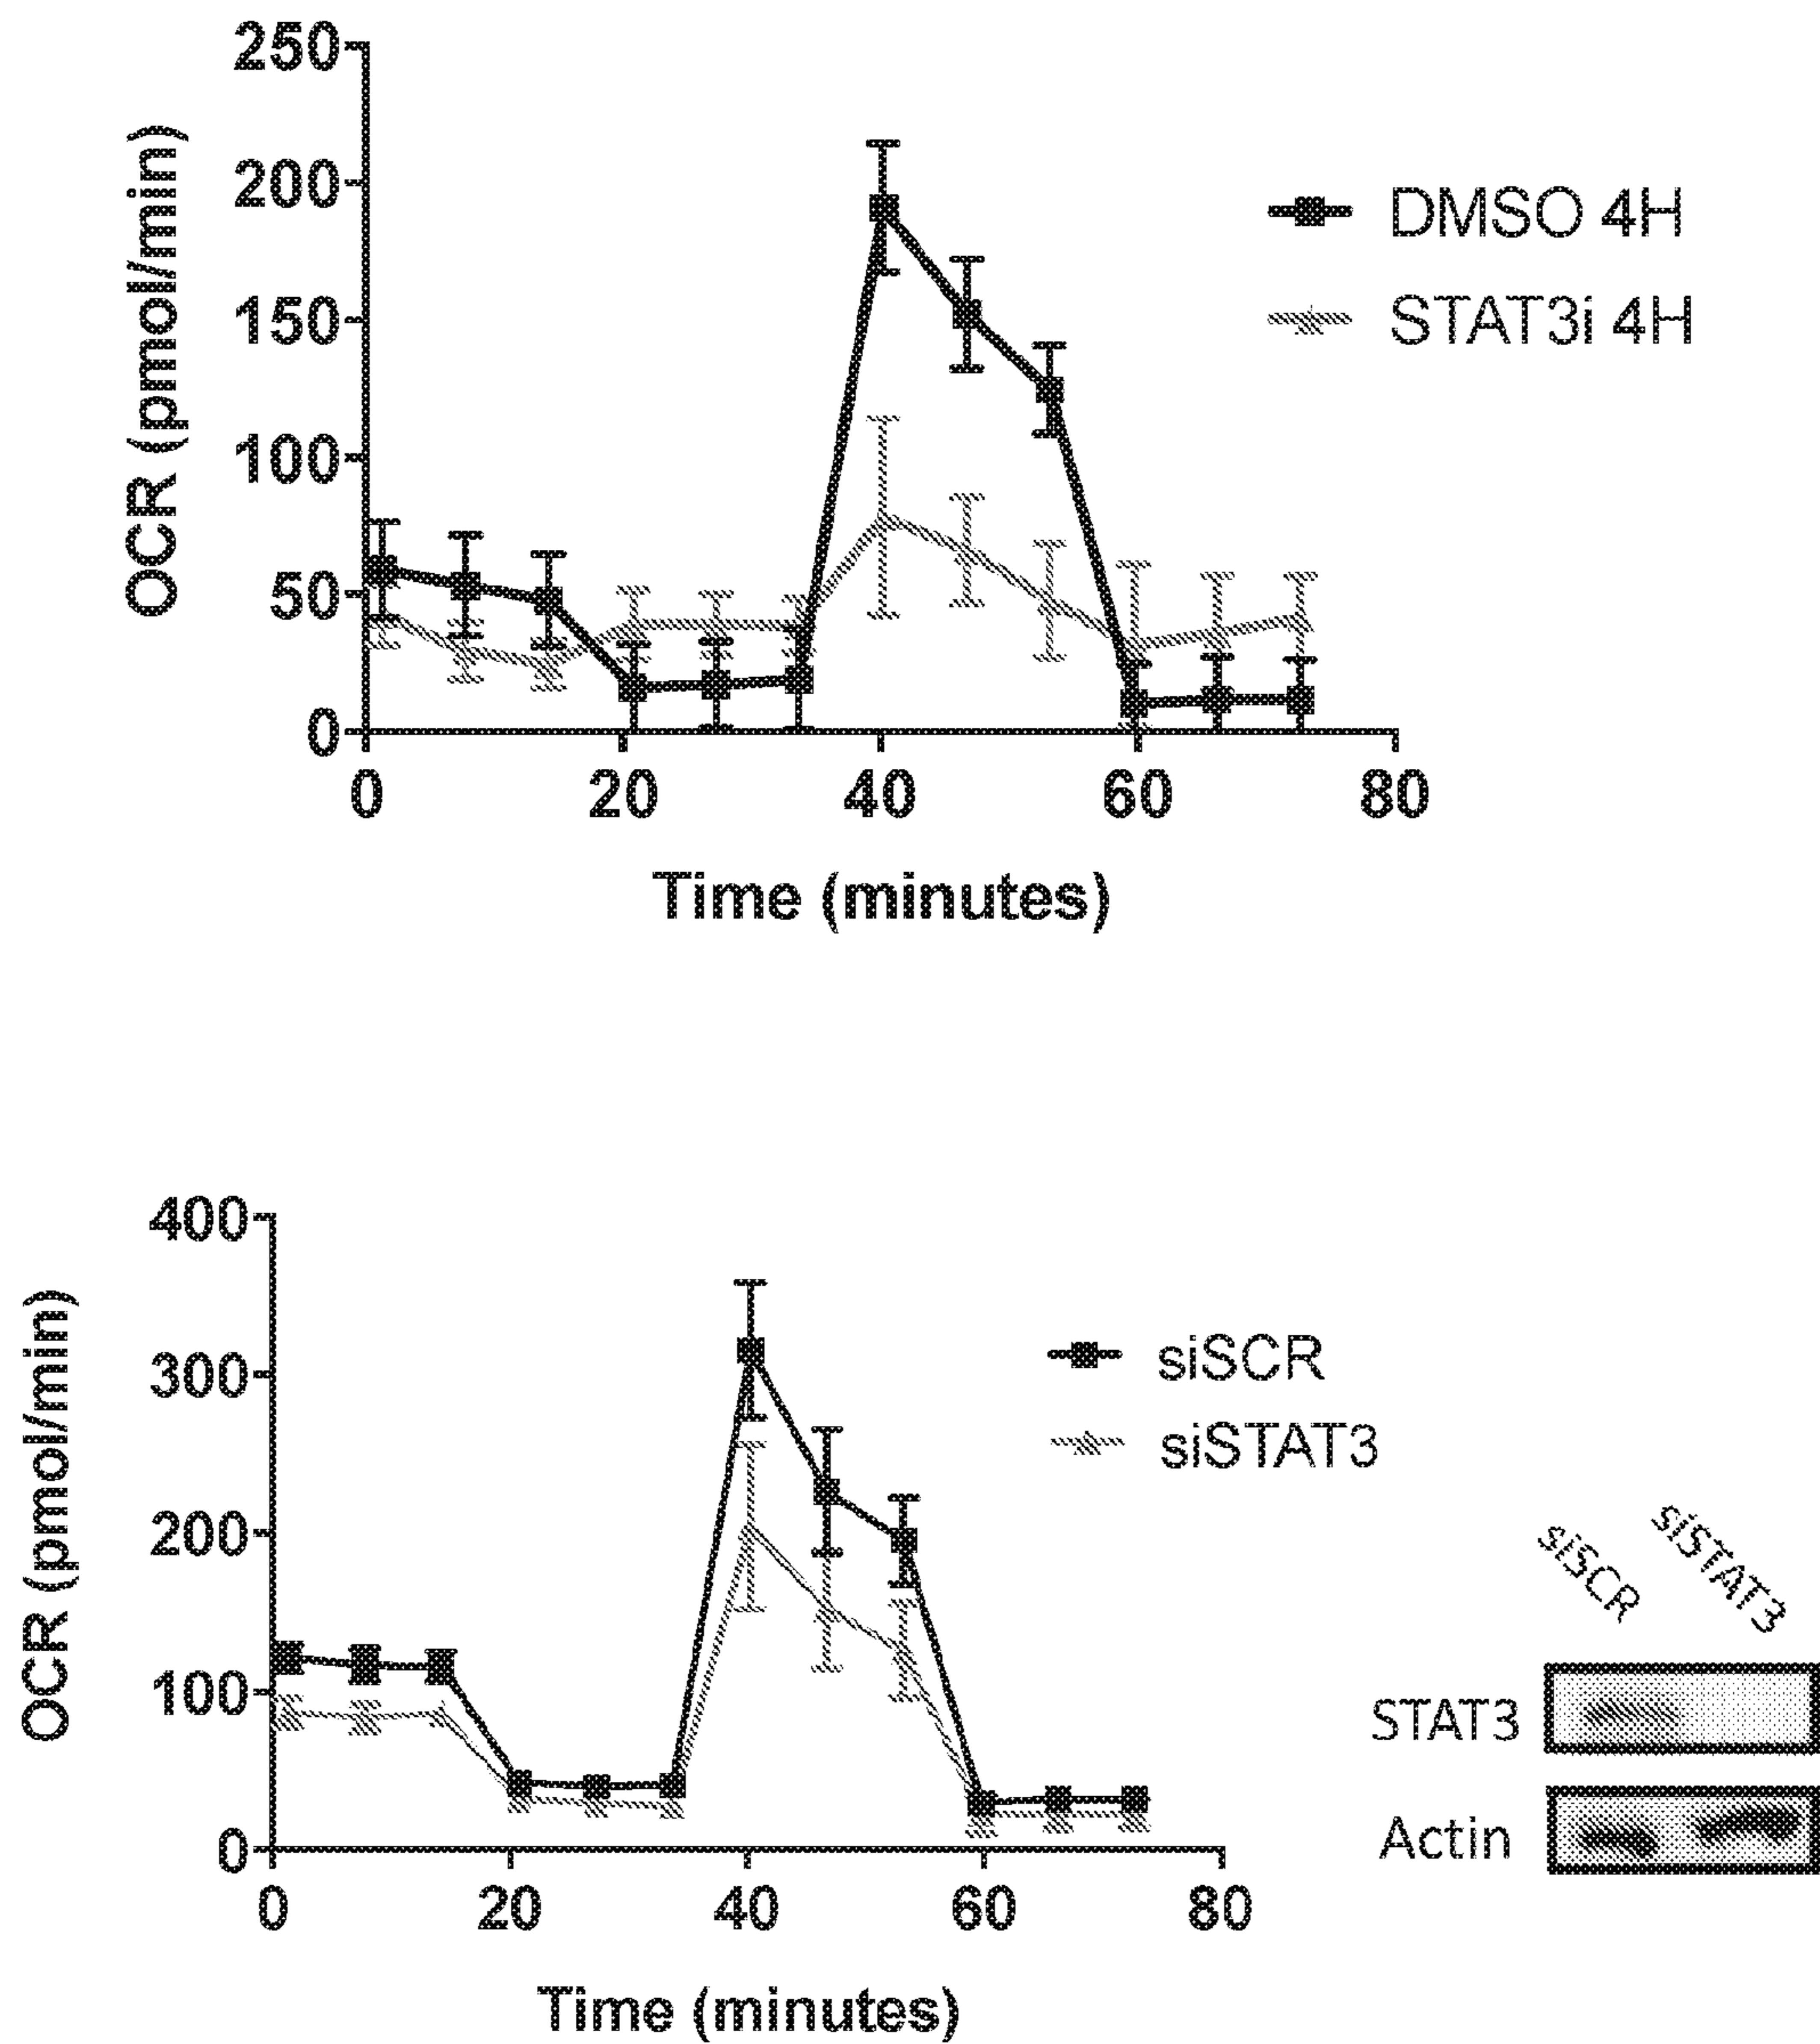 250
200
150
100
50
0
OCR (pmol/min)
DMSO 4H
STAT3i 4H
0 20 40 60 80
Time (minutes)
400
300
200
100
0
OCR (pmol/min)
siSCR
siSTAT3
0 20 40 60 80
Time (minutes)
siSCR siSTAT3
STAT3
Actin